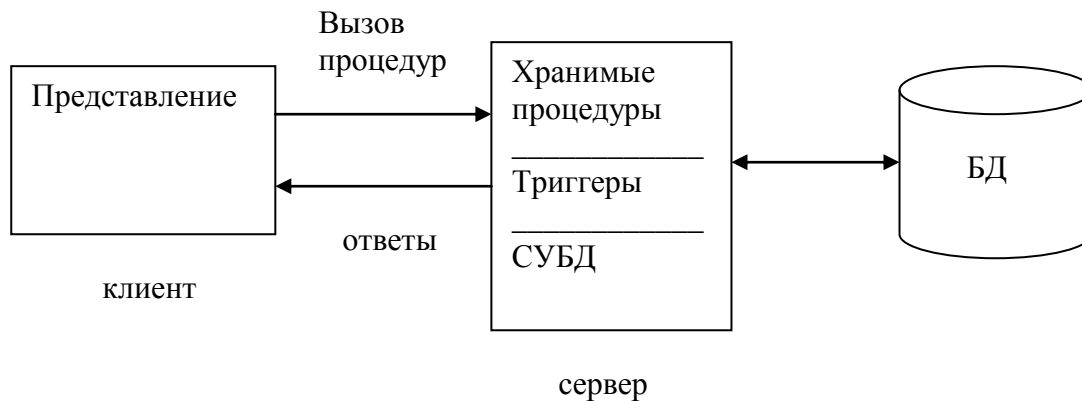 Вызов
процедур
Представление
ответы
клиент
Хранимые
процедуры
Триггеры
СУБД
сервер
БД